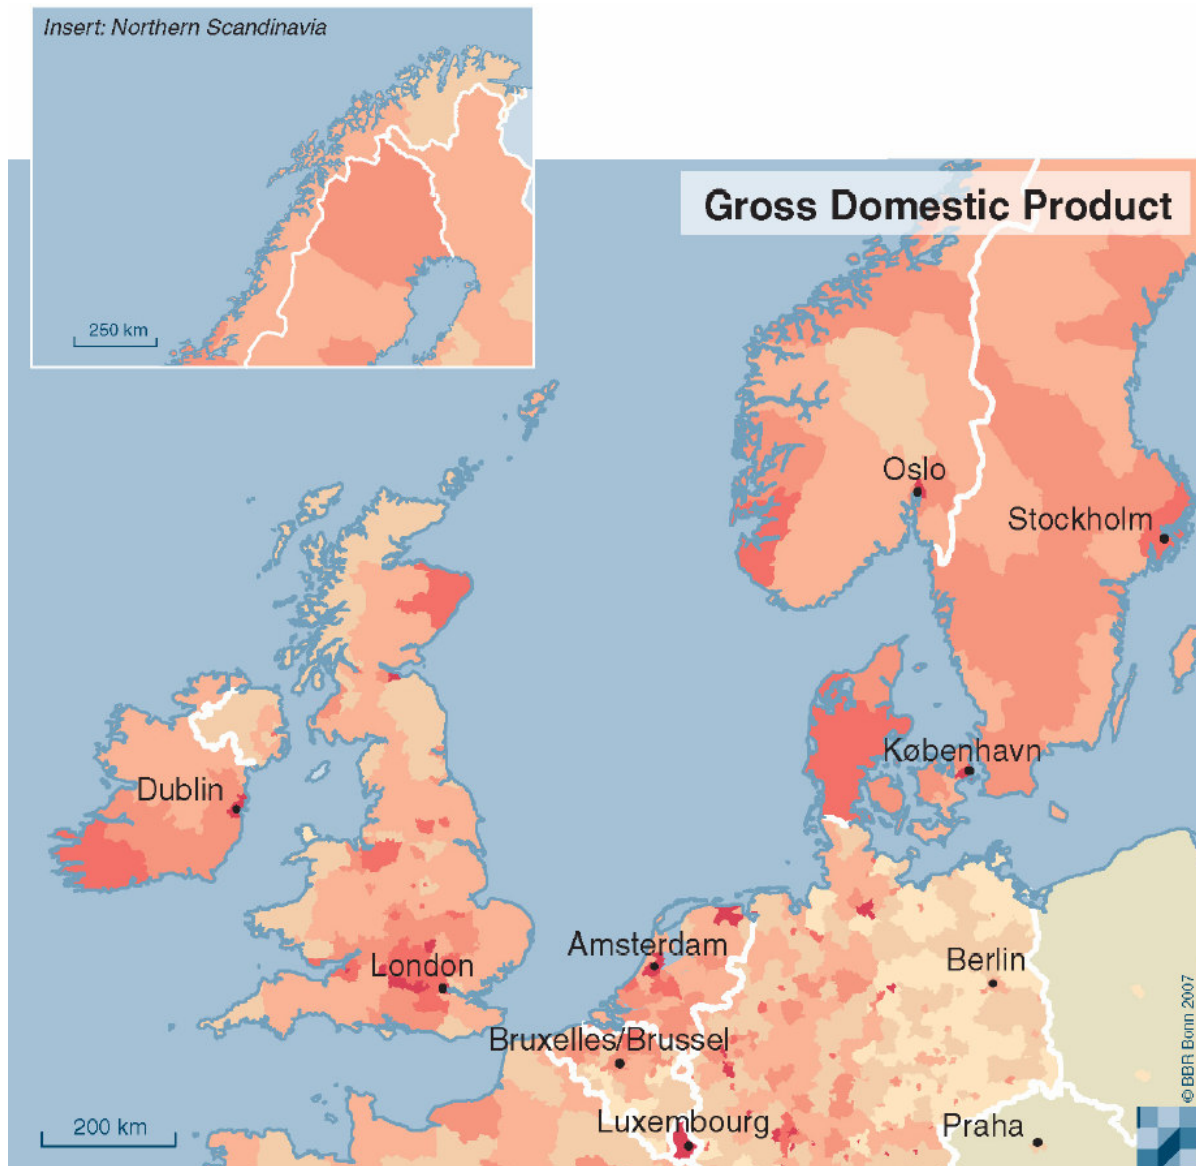 Insert: Northern Scandinavia
250 km
Gross Domestic Product
Oslo
Stockholm
København
Dublin
Amsterdam
London
Berlin
Bruxelles/Brussel
Luxembourg
Praha
200 km
© BBR Bonn 2007